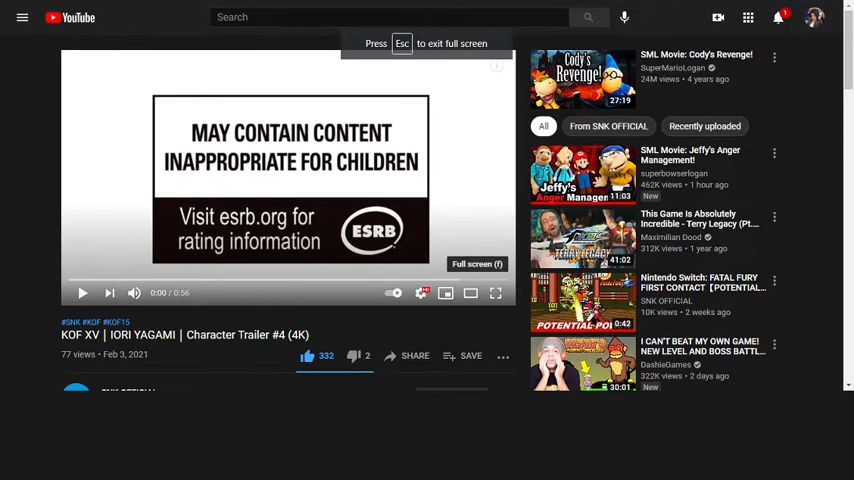 YouTube
Search
1
Press Esc to exit full screen
MAY CONTAIN CONTENT
INAPPROPRIATE FOR CHILDREN
Visit esrb.org for
rating information
ESRB
Full screen (f)
0:00 / 0:56
HD
#SNK #KOF #KOF15
KOF XV | IORI YAGAMI | Character Trailer #4 (4K)
77 views • Feb 3, 2021
332
2
SHARE
SAVE
SNK OFFICIAL
Cody's
Revenge!
27:19
SML Movie: Cody's Revenge!
SuperMarioLogan
24M views • 4 years ago
All
From SNK OFFICIAL
Recently uploaded
Jeffy's
11:03
SML Movie: Jeffy's Anger
Management!
superbowserlogan
462K views • 1 hour ago
New
TERRY LEGACY
41:02
This Game Is Absolutely
Incredible - Terry Legacy (Pt....
Maximilian Dood
312K views • 1 year ago
0:42
Nintendo Switch: FATAL FURY
FIRST CONTACT【POTENTIAL...
SNK OFFICIAL
10K views • 2 weeks ago
30:01
I CAN'T BEAT MY OWN GAME!
NEW LEVEL AND BOSS BATTL...
DashieGames
322K views • 2 days ago
New